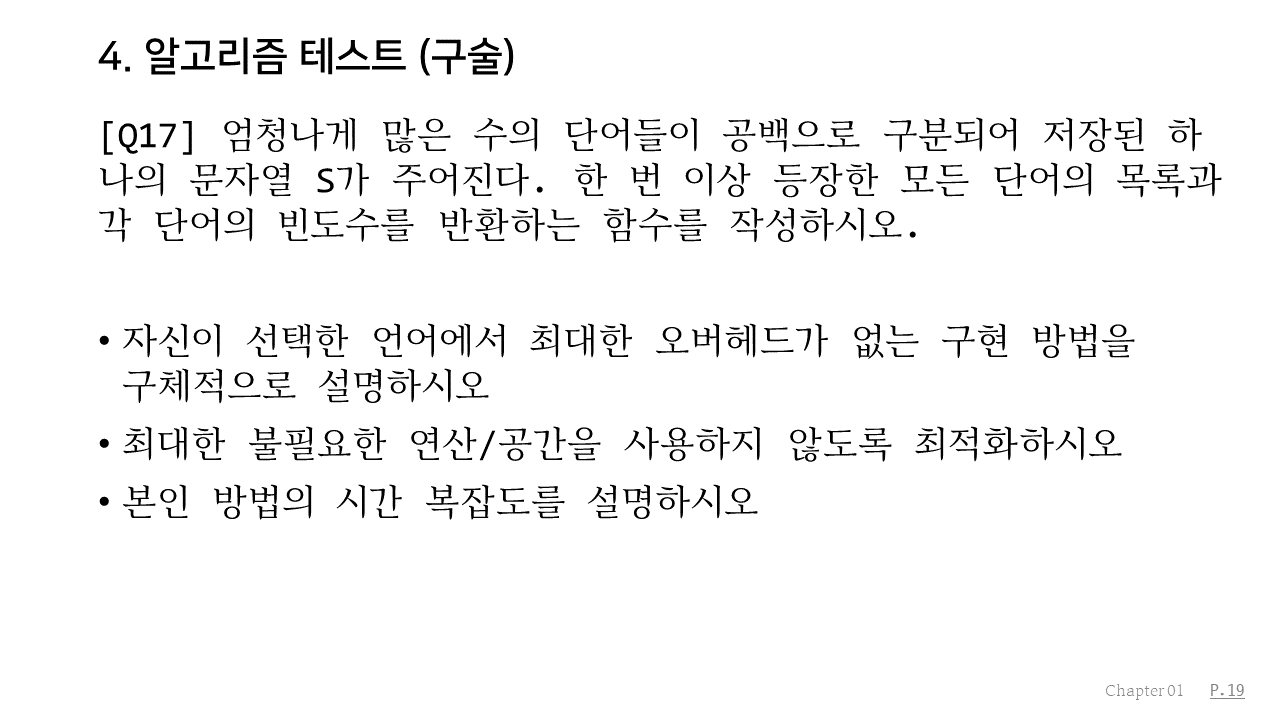 4. 알고리즘 테스트 (구술)
[Q17] 엄청나게 많은 수의 단어들이 공백으로 구분되어 저장된 하
나의 문자열 S가 주어진다. 한 번 이상 등장한 모든 단어의 목록과
각 단어의 빈도수를 반환하는 함수를 작성하시오.
• 자신이 선택한 언어에서 최대한 오버헤드가 없는 구현 방법을
구체적으로 설명하시오
• 최대한 불필요한 연산/공간을 사용하지 않도록 최적화하시오
• 본인 방법의 시간 복잡도를 설명하시오
Chapter 01 P.19